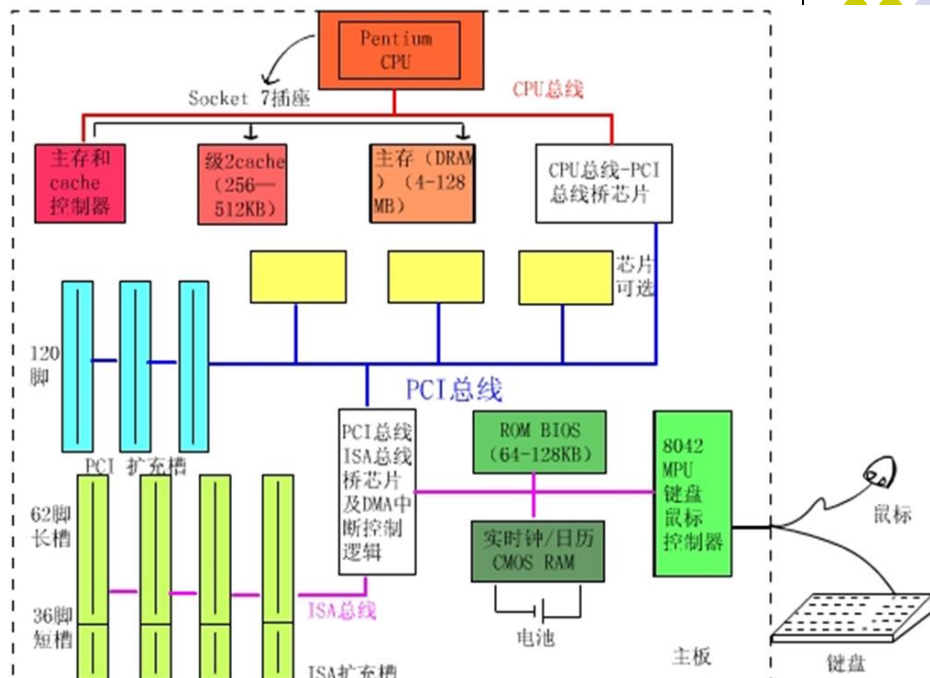 Pentium
CPU
Socket 7插座
CPU总线
主存和
cache
控制器
级2cache
(256—
512KB)
主存（DRAM
）（4-128
MB)
CPU总线-PCI
总线桥芯片
芯片
可选
120
脚
PCI总线
PCI 扩充槽
PCI总线
ISA总线
桥芯片
及DMA中
断控制
逻辑
ROM BIOS
(64-128KB)
8042
MPU
键盘
鼠标
控制器
鼠标
62脚
长槽
实时钟/日历
CMOS RAM
ISA总线
36脚
短槽
电池
主板
键盘
ISA扩充槽